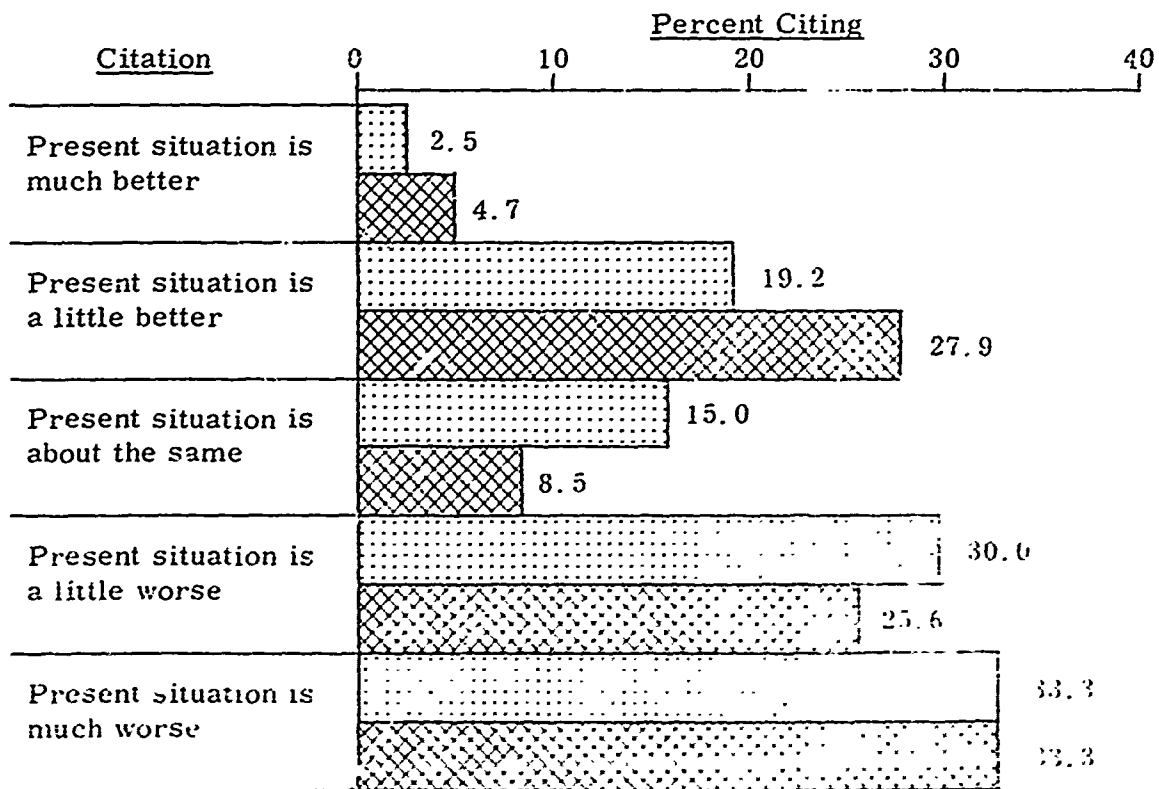 Percent Citing
Citation
0 10 20 30 40
Present situation is
much better
2.5
4.7
Present situation is
a little better
19.2
27.9
Present situation is
about the same
15.0
8.5
Present situation is
a little worse
30.0
25.6
Present situation is
much worse
33.3
33.3